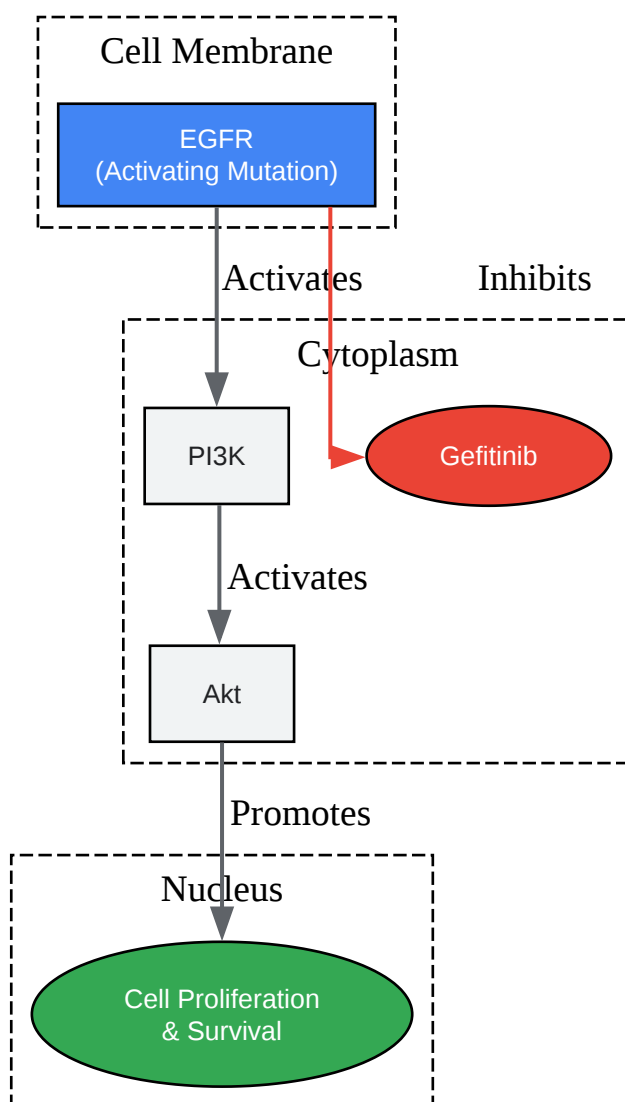 Cell Membrane
EGFR
(Activating Mutation)
Activates
Inhibits
Cytoplasm
PI3K
Gefitinib
Activates
Akt
Promotes
Nucleus
Cell Proliferation
& Survival